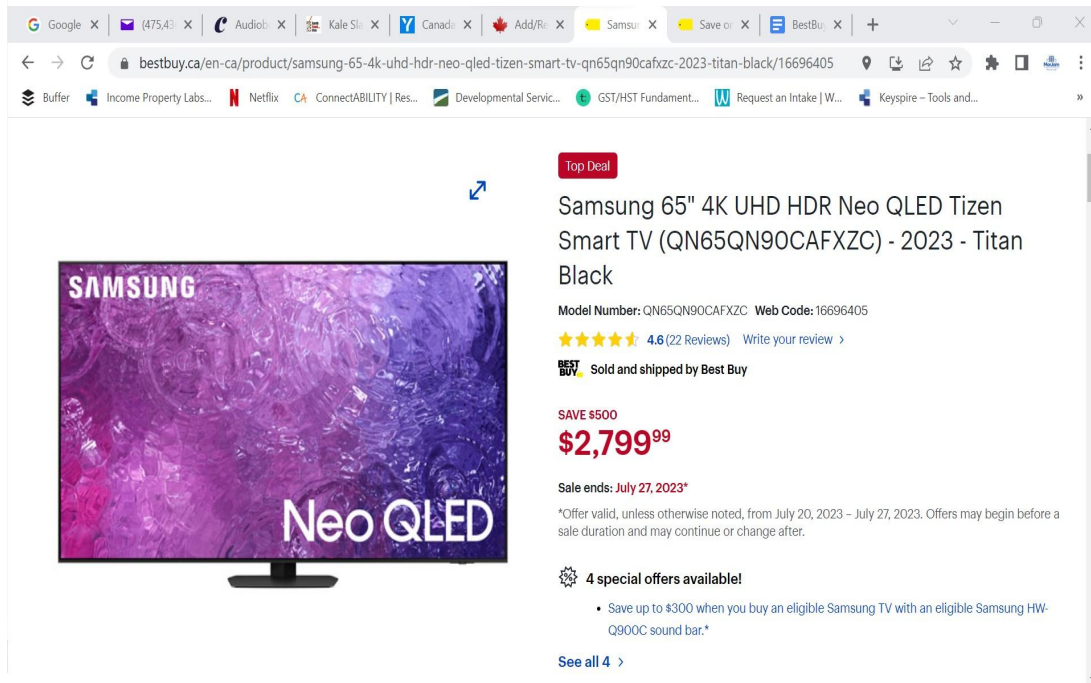 Google
(475,43
Audiob
Kale Sla
Canada
Add/Re
Samsur
Save or
BestBu
bestbuy.ca/en-ca/product/samsung-65-4k-uhd-hdr-neo-qled-tizen-smart-tv-qn65qn90cafxzc-2023-titan-black/16696405
Buffer
Income Property Labs...
Netflix
CA ConnectABILITY | Res...
Developmental Servic...
GST/HST Fundament...
Request an Intake | W...
Keyspire – Tools and...
»
SAMSUNG
Neo QLED
Top Deal
Samsung 65" 4K UHD HDR Neo QLED Tizen
Smart TV (QN65QN90CAFXZC) - 2023 - Titan
Black
Model Number: QN65QN90CAFXZC Web Code: 16696405
4.6 (22 Reviews) Write your review
BEST BUY Sold and shipped by Best Buy
SAVE $500
$2,799.99
Sale ends: July 27, 2023*
*Offer valid, unless otherwise noted, from July 20, 2023 – July 27, 2023. Offers may begin before a
sale duration and may continue or change after.
4 special offers available!
• Save up to $300 when you buy an eligible Samsung TV with an eligible Samsung HW-
Q900C sound bar.*
See all 4